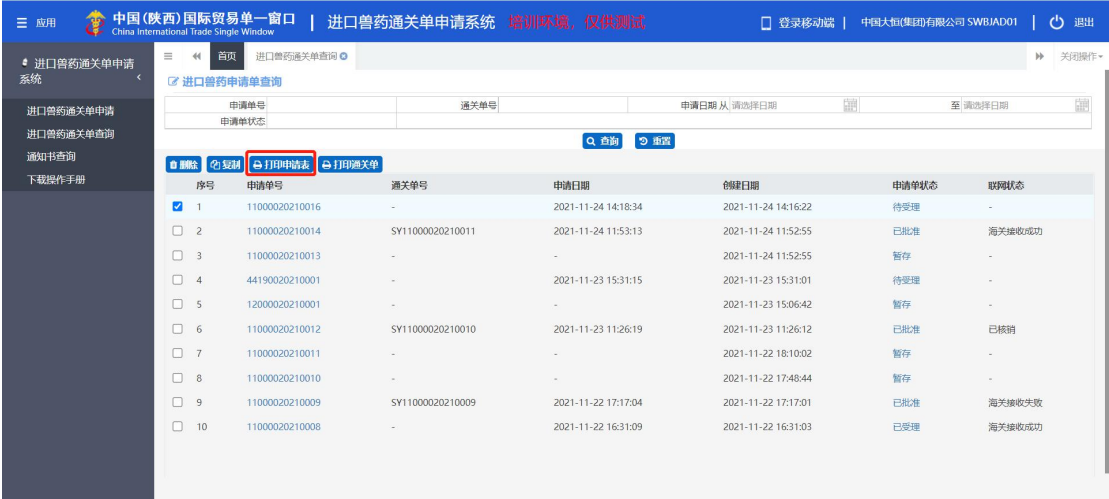 应用 中国(陕西)国际贸易单一窗口 | 进口兽药通关单申请系统 培训环境，仅供测试 登录移动端 | 中国大恒(集团)有限公司 SWBJAD01 | 退出
China International Trade Single Window
进口兽药通关单申请系统
进口兽药通关单申请
进口兽药通关单查询
通知书查询
下载操作手册
首页 进口兽药通关单查询 关闭操作
进口兽药申请单查询
申请单号 通关单号 申请日期 从 请选择日期 至 请选择日期
申请单状态
查询 重置
删除 复制 打印申请表 打印通关单
序号 申请单号 通关单号 申请日期 创建日期 申请单状态 联网状态
1 11000020210016 - 2021-11-24 14:18:34 2021-11-24 14:16:22 待受理 -
2 11000020210014 SY11000020210011 2021-11-24 11:53:13 2021-11-24 11:52:55 已批准 海关接收成功
3 11000020210013 - - 2021-11-24 11:52:55 暂存 -
4 44190020210001 - 2021-11-23 15:31:15 2021-11-23 15:31:01 待受理 -
5 12000020210001 - - 2021-11-23 15:06:42 暂存 -
6 11000020210012 SY11000020210010 2021-11-23 11:26:19 2021-11-23 11:26:12 已批准 已核销
7 11000020210011 - - 2021-11-22 18:10:02 暂存 -
8 11000020210010 - - 2021-11-22 17:48:44 暂存 -
9 11000020210009 SY11000020210009 2021-11-22 17:17:04 2021-11-22 17:17:01 已批准 海关接收失败
10 11000020210008 - 2021-11-22 16:31:09 2021-11-22 16:31:03 已受理 海关接收成功